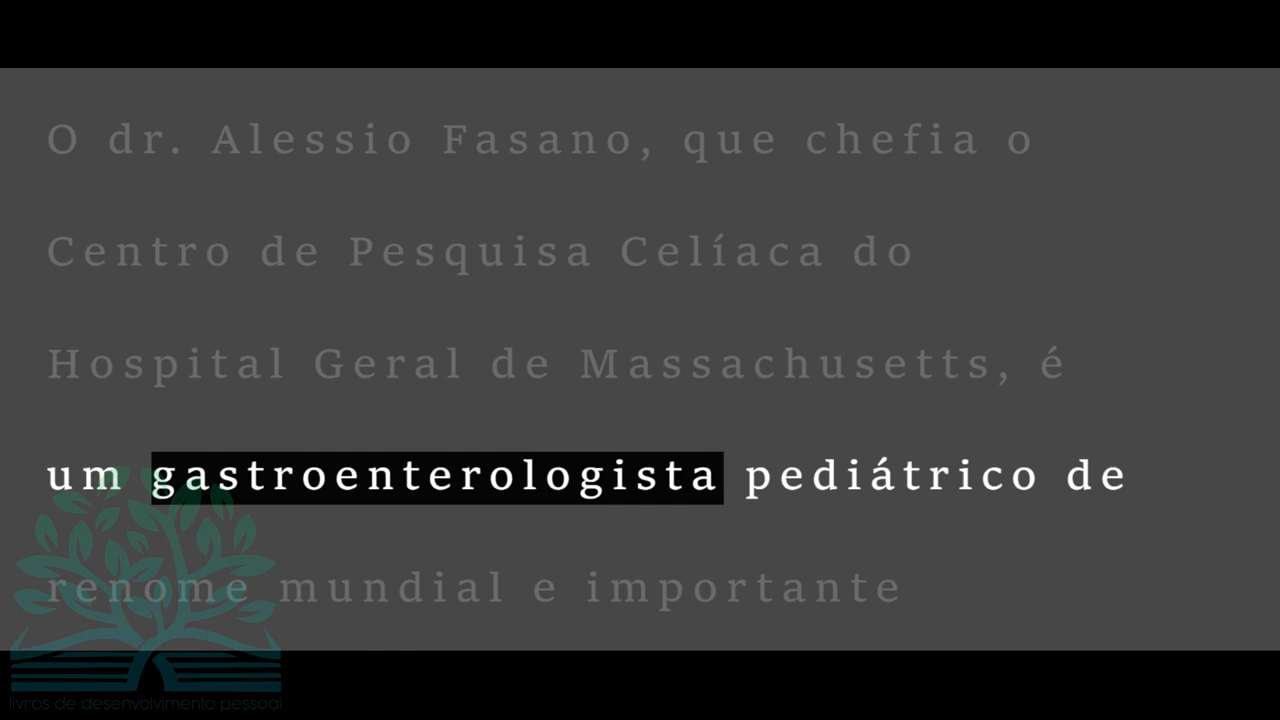 O dr. Alessio Fasano, que chefia o
Centro de Pesquisa Celíaca do
Hospital Geral de Massachusetts, é
um gastroenterologista pediátrico de
renome mundial e importante
livros de desenvolvimento pessoal